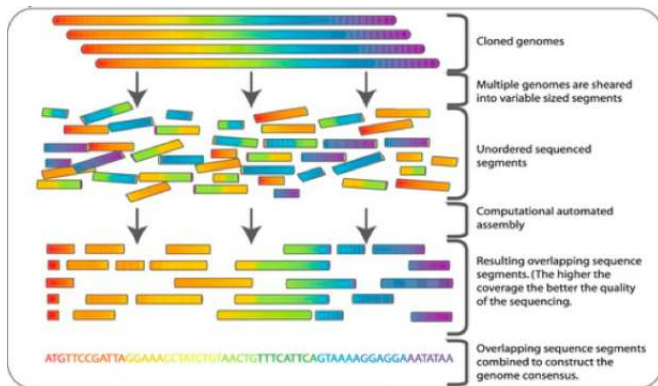 Cloned genomes
Multiple genomes are sheared
into variable sized segments
Unordered sequenced
segments
Computational automated
assembly
Resulting overlapping sequence
segments. (The higher the
coverage the better the quality
of the sequencing.
ATGTTCCGATTAGGAAACCTATCTGTAACTGTTTCATTCAGTAAAAGGAGGAAATATAA
Overlapping sequence segments
combined to construct the
genome consensus.